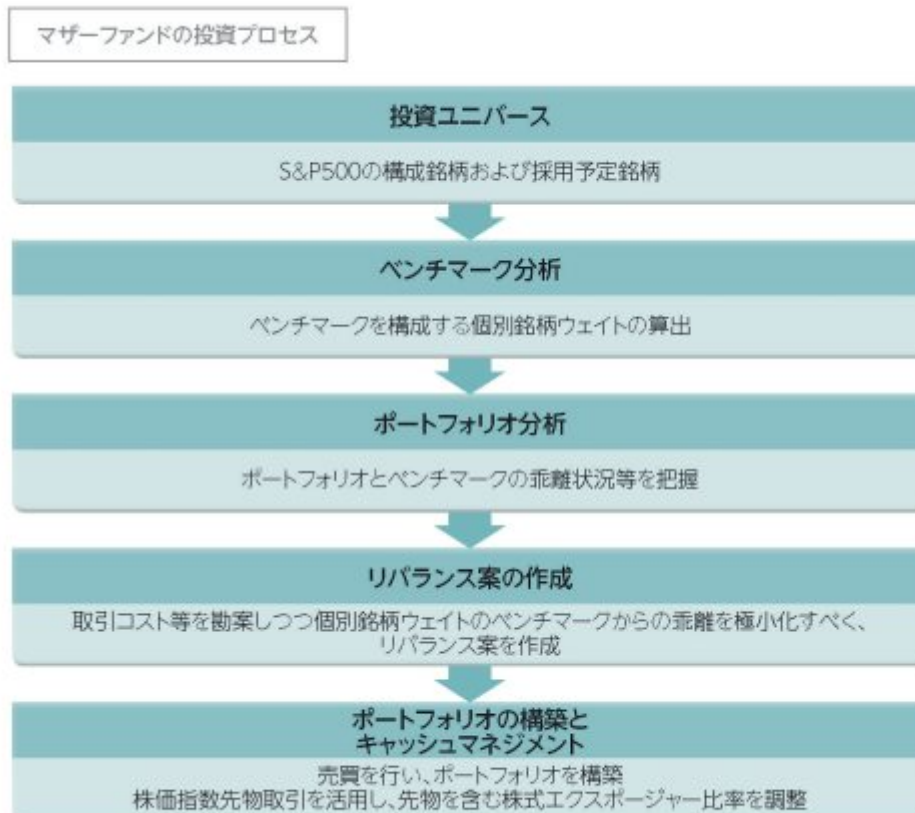 マザーファンドの投資プロセス
投資ユニバース
S&P500の構成銘柄および採用予定銘柄
ベンチマーク分析
ベンチマークを構成する個別銘柄ウェイトの算出
ポートフォリオ分析
ポートフォリオとベンチマークの乖離状況等を把握
リバランス案の作成
取引コスト等を勘案しつつ個別銘柄ウェイトのベンチマークからの乖離を極小化すべく、
リバランス案を作成
ポートフォリオの構築と
キャッシュマネジメント
売買を行い、ポートフォリオを構築
株価指数先物取引を活用し、先物を含む株式エクスポージャー比率を調整